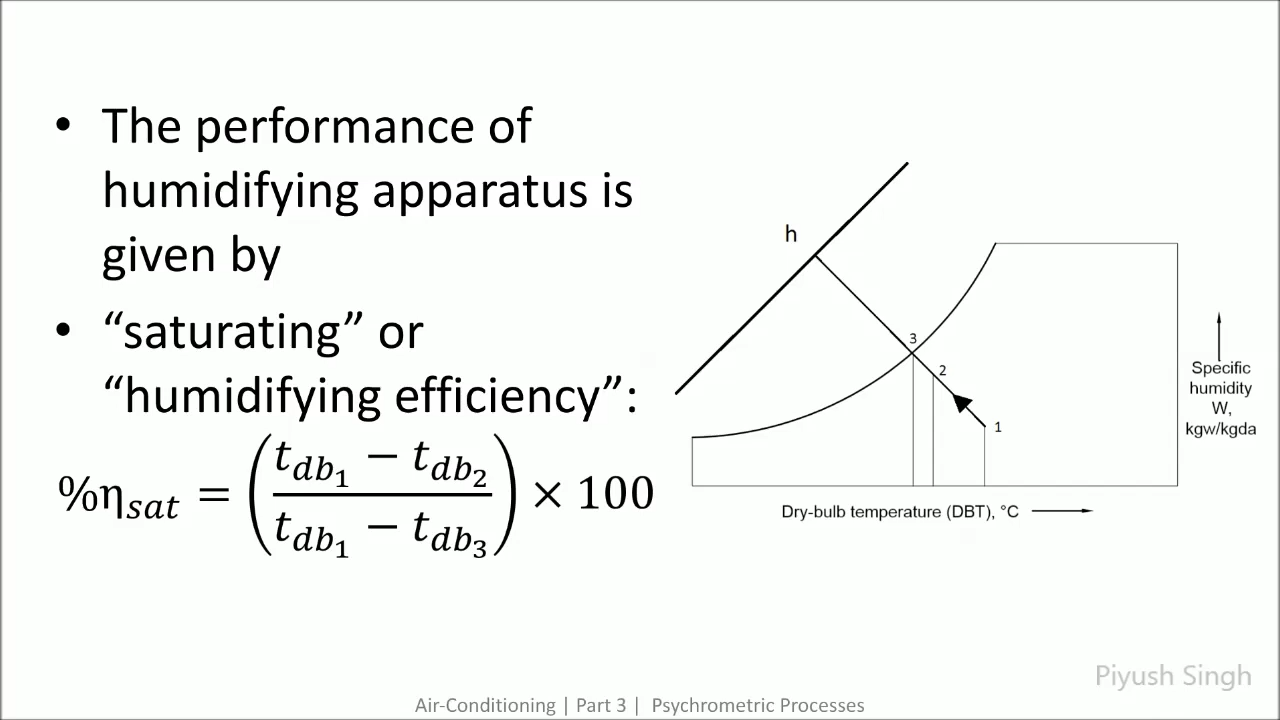 • The performance of
humidifying apparatus is
given by
• “saturating” or
“humidifying efficiency”:
%η_sat = ((t_db₁ − t_db₂) / (t_db₁ − t_db₃)) × 100
h
3
2
1
Specific
humidity
W,
kgw/kgda
Dry-bulb temperature (DBT), °C
Piyush Singh
Air-Conditioning | Part 3 | Psychrometric Processes